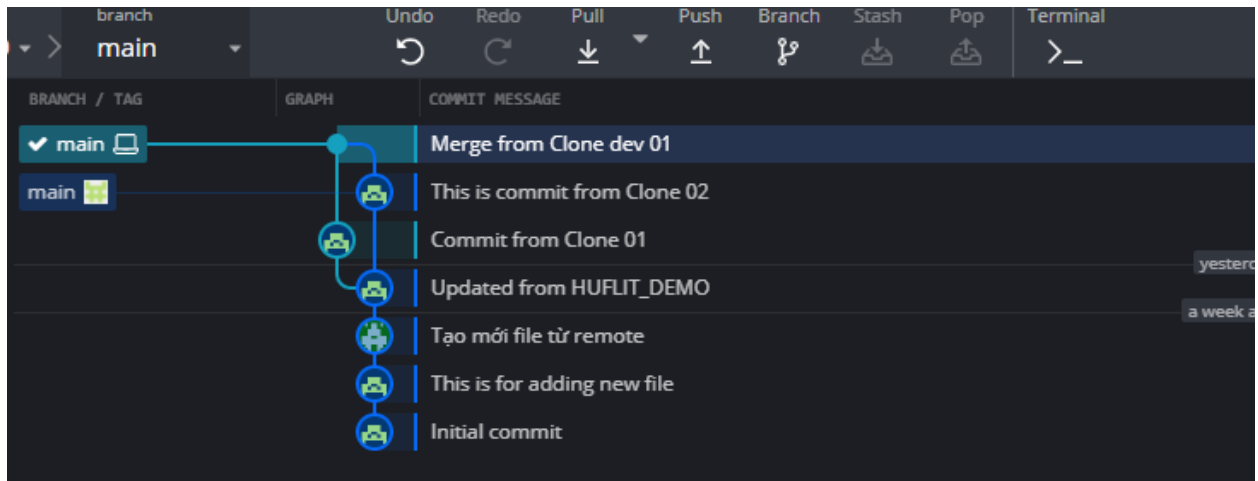 branch
main
Undo
Redo
Pull
Push
Branch
Stash
Pop
Terminal
BRANCH / TAG
GRAPH
COMMIT MESSAGE
main
Merge from Clone dev 01
main
This is commit from Clone 02
Commit from Clone 01
yesterd
Updated from HUFLIT_DEMO
a week a
Tạo mới file từ remote
This is for adding new file
Initial commit